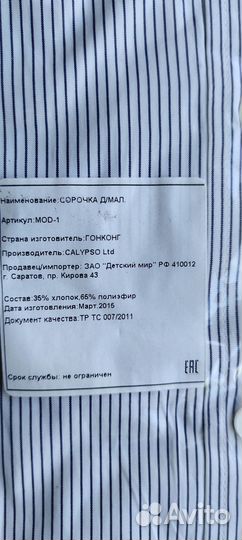 Наименование:СОРОЧКА Д/МАЛ.
Артикул:MOD-1
Страна изготовитель:ГОНКОНГ
Производитель:CALYPSO Ltd
Продавец/импортер: ЗАО "Детский мир" РФ 410012
г. Саратов, пр. Кирова 43
Состав:35% хлопок,65% полиэфир
Дата изготовления:Март.2015
Документ качества:ТР ТС 007/2011
ЕАС
Срок службы: не ограничен
Avito